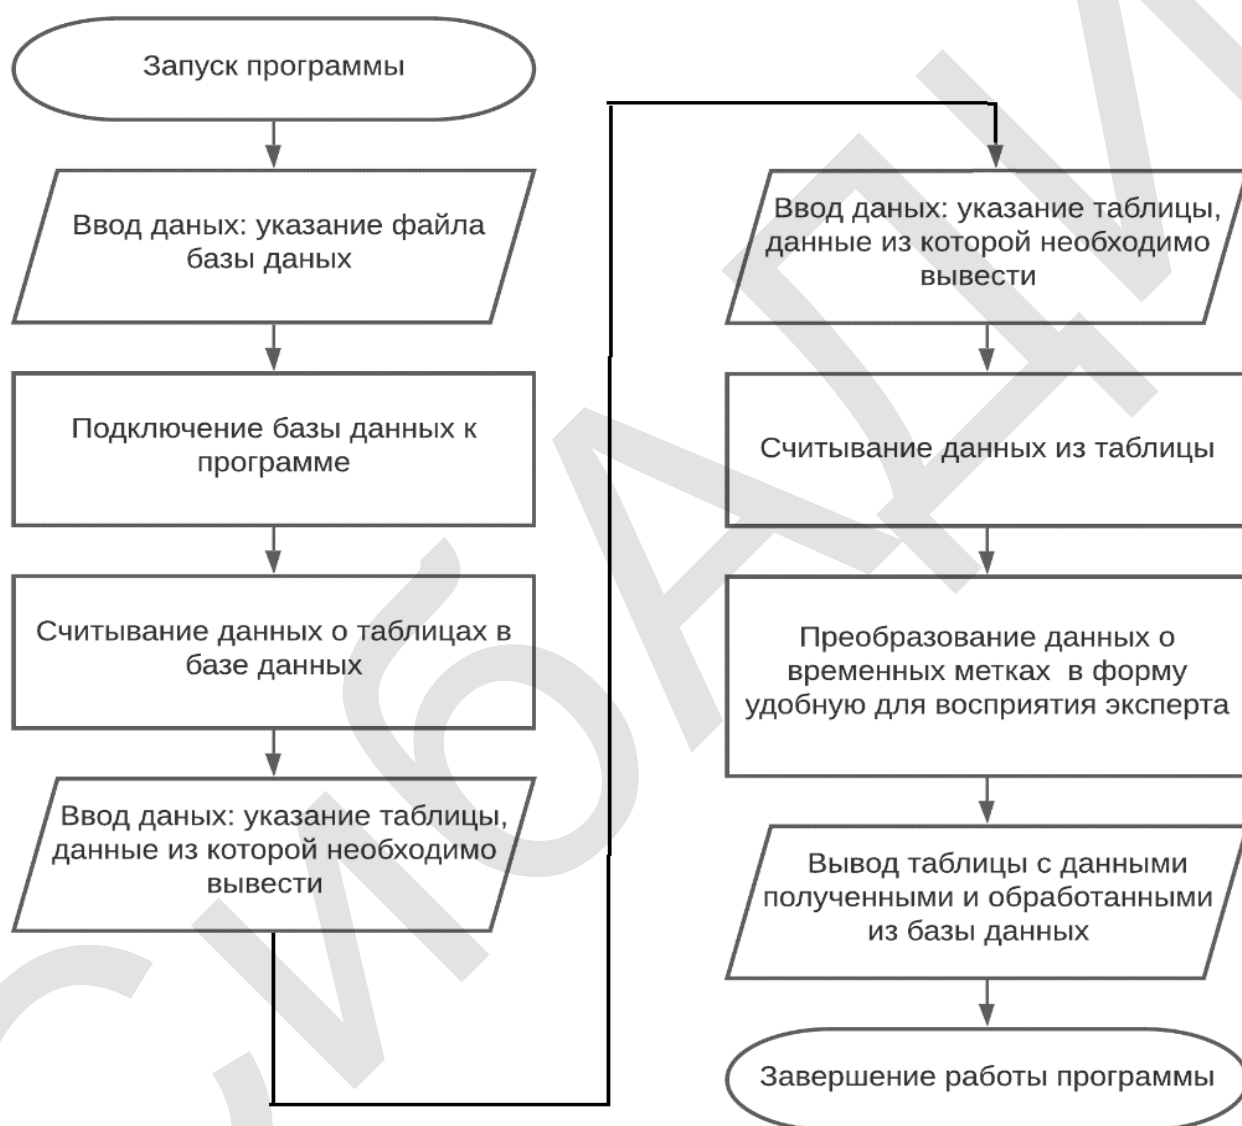 Запуск программы
Ввод даных: указание файла
базы даных
Подключение базы данных к
программе
Считывание данных о таблицах в
базе данных
Ввод даных: указание таблицы,
данные из которой необходимо
вывести
Ввод даных: указание таблицы,
данные из которой необходимо
вывести
Считывание данных из таблицы
Преобразование данных о
временных метках в форму
удобную для восприятия эксперта
Вывод таблицы с данными
полученными и обработанными
из базы данных
Завершение работы программы
СибАДИ